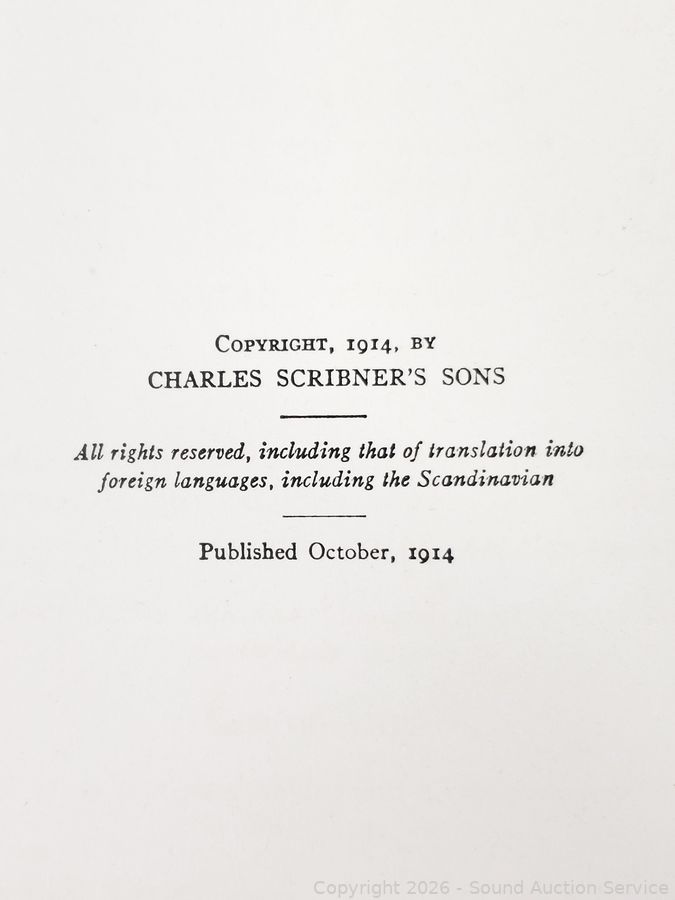 COPYRIGHT, 1914, BY
CHARLES SCRIBNER'S SONS
All rights reserved, including that of translation into
foreign languages, including the Scandinavian
Published October, 1914
Copyright 2026 - Sound Auction Service